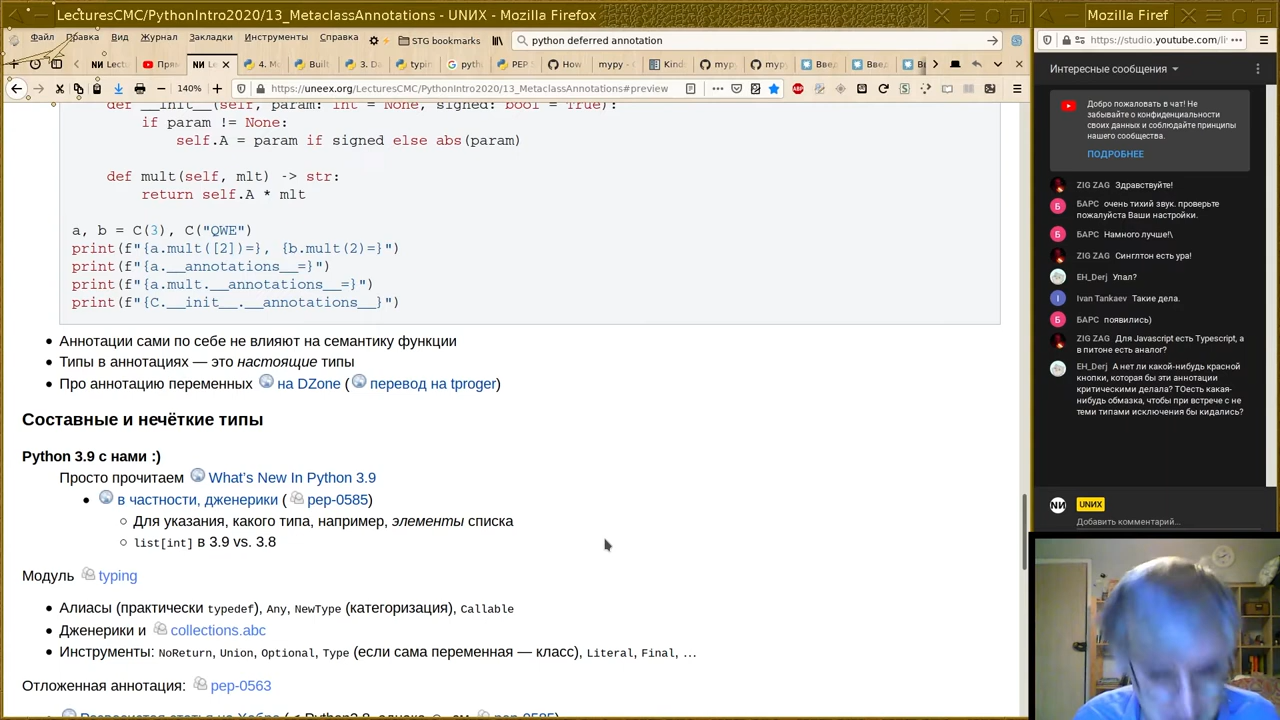 LecturesCMC/PythonIntro2020/13_MetaclassAnnotations - UNИX - Mozilla Firefox
Файл Правка Вид Журнал Закладки Инструменты Справка STG bookmarks python deferred annotation
140% https://uneex.org/LecturesCMC/PythonIntro2020/13_MetaclassAnnotations#preview
def __init__(self, param: int = None, signed: bool = True):
if param != None:
self.A = param if signed else abs(param)
def mult(self, mlt) -> str:
return self.A * mlt
a, b = C(3), C("QWE")
print(f"{a.mult([2])=}, {b.mult(2)=}")
print(f"{a.__annotations__=}")
print(f"{a.mult.__annotations__=}")
print(f"{C.__init__.__annotations__}")
Аннотации сами по себе не влияют на семантику функции
Типы в аннотациях — это настоящие типы
Про аннотацию переменных на DZone (перевод на tproger)
Составные и нечёткие типы
Python 3.9 с нами :)
Просто прочитаем What's New In Python 3.9
в частности, дженерики (pep-0585)
Для указания, какого типа, например, элементы списка
list[int] в 3.9 vs. 3.8
Модуль typing
Алиасы (практически typedef), Any, NewType (категоризация), Callable
Дженерики и collections.abc
Инструменты: NoReturn, Union, Optional, Type (если сама переменная — класс), Literal, Final, …
Отложенная аннотация: pep-0563
Mozilla Firef
https://studio.youtube.com/li
Интересные сообщения
Добро пожаловать в чат! Не
забывайте о конфиденциальности
своих данных и соблюдайте принципы
нашего сообщества.
ПОДРОБНЕЕ
ZIG ZAG Здравствуйте!
БАРС очень тихий звук. проверьте
пожалуйста Ваши настройки.
БАРС Намного лучше!\
ZIG ZAG Синглтон есть ура!
EH_Derj Упал?
Ivan Tankaev Такие дела.
БАРС появились)
ZIG ZAG Для Javascript есть Typescript, а
в питоне есть аналог?
EH_Derj А нет ли какой-нибудь красной
кнопки, которая бы эти аннотации
критическими делала? ТОесть какая-
нибудь обмазка, чтобы при встрече с не
теми типами исключения бы кидались?
UNИX
Добавить комментарий...